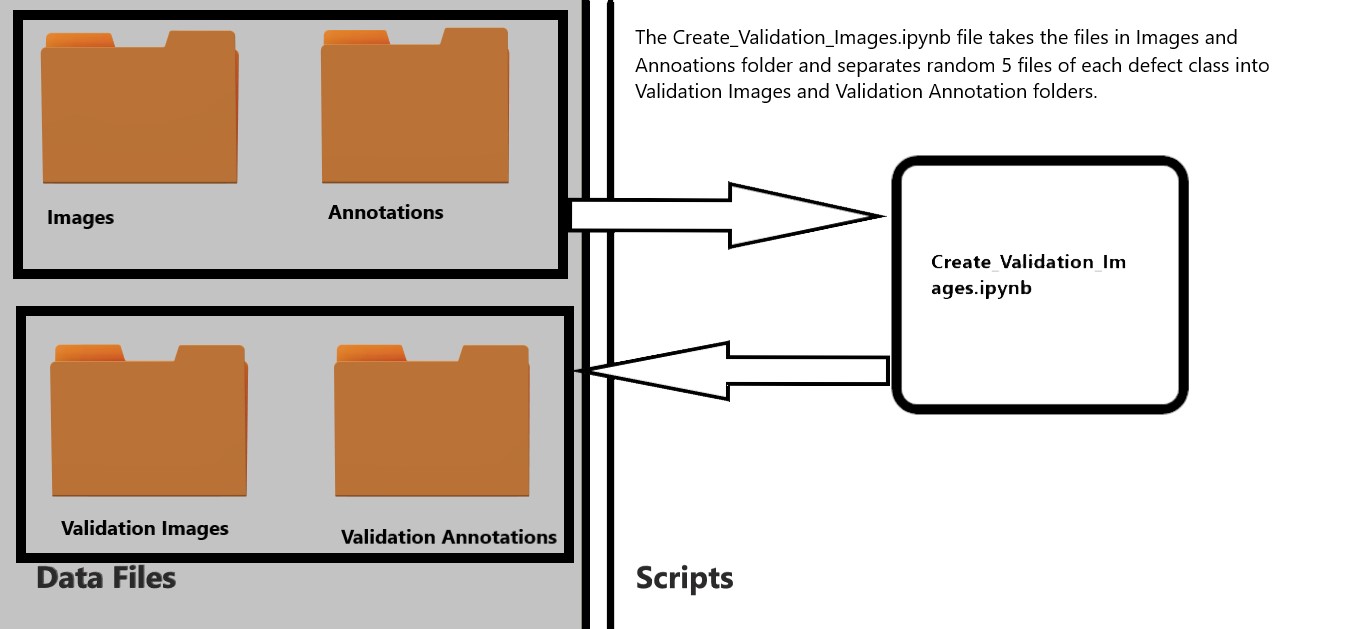 Images
Annotations
Validation Images
Validation Annotations
Data Files
The Create_Validation_Images.ipynb file takes the files in Images and
Annoations folder and separates random 5 files of each defect class into
Validation Images and Validation Annotation folders.
Create_Validation_Im
ages.ipynb
Scripts